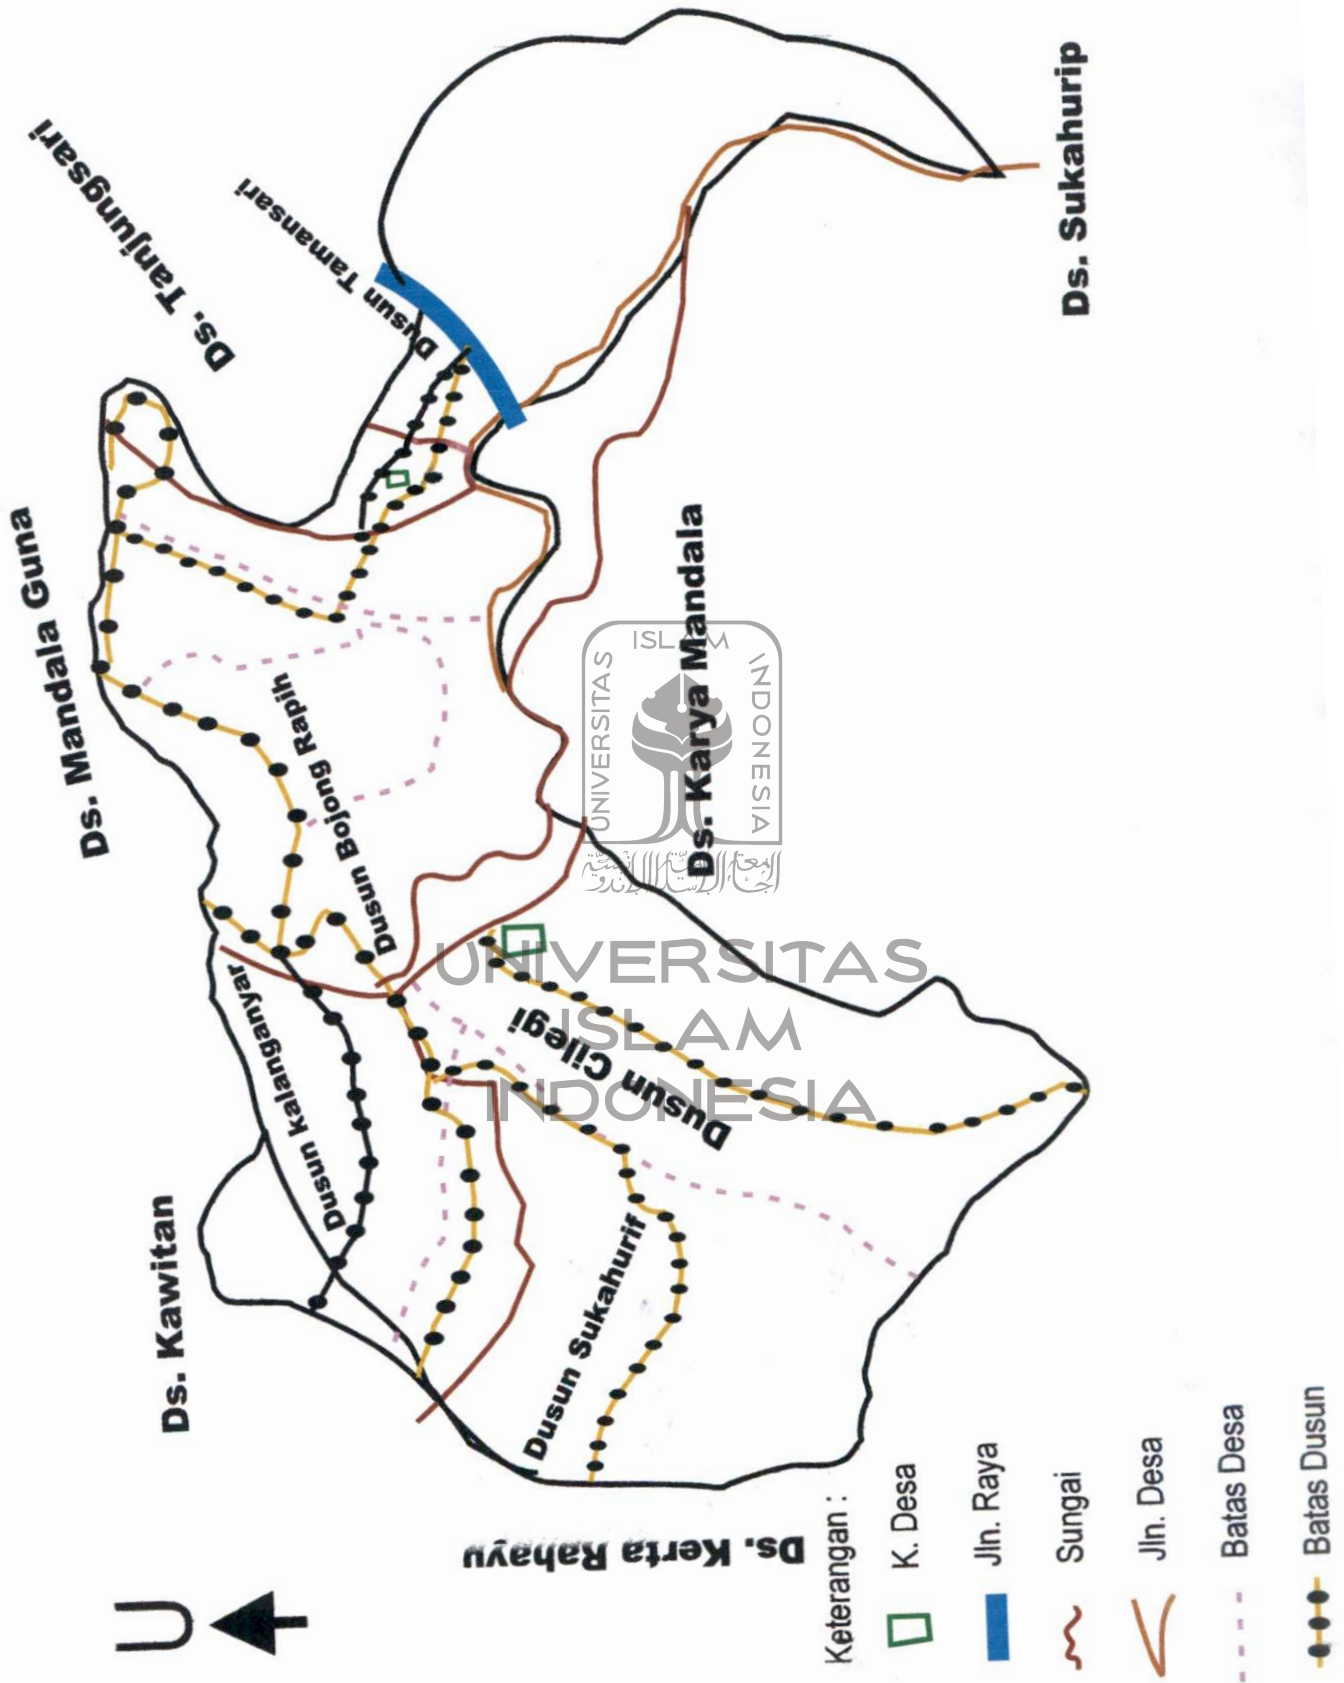 U
Ds. Kawitan
Ds. Mandala Guna
Ds. Tanjungsari
Dusun Tamansari
Dusun kalanganyar
Dusun Bojong Rapih
Dusun Sukahurif
Dusun Cilegi
Ds. Kerta Rahayu
Ds. Karya Mandala
Ds. Sukahurip
UNIVERSITAS
ISLAM
INDONESIA
UNIVERSITAS
ISLAM
INDONESIA
Keterangan :
K. Desa
Jln. Raya
Sungai
Jln. Desa
Batas Desa
Batas Dusun